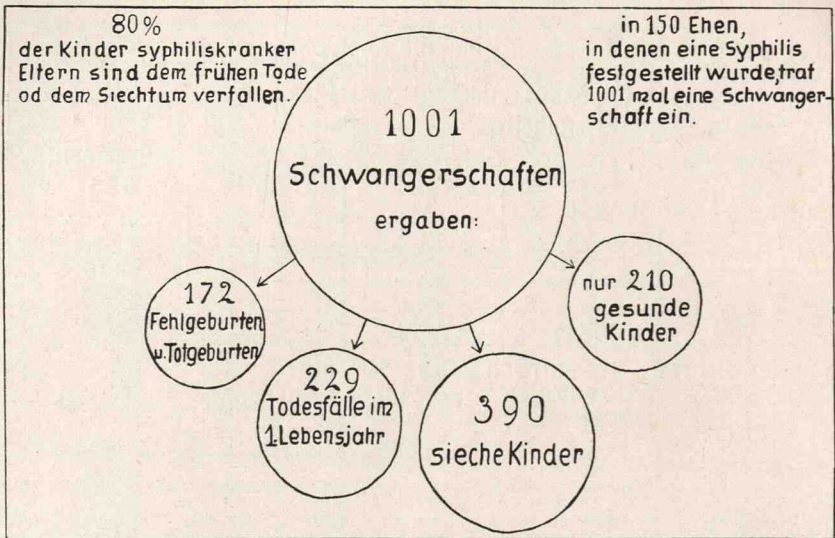 80%
der Kinder syphiliskranker
Eltern sind dem frühen Tode
od dem Siechtum verfallen.
in 150 Ehen,
in denen eine Syphilis
festgestellt wurde, trat
1001 mal eine Schwanger-
schaft ein.
1001
Schwangerschaften
ergaben:
172
Fehlgeburten
u. Totgeburten
229
Todesfälle im
1. Lebensjahr
390
sieche Kinder
nur 210
gesunde
Kinder